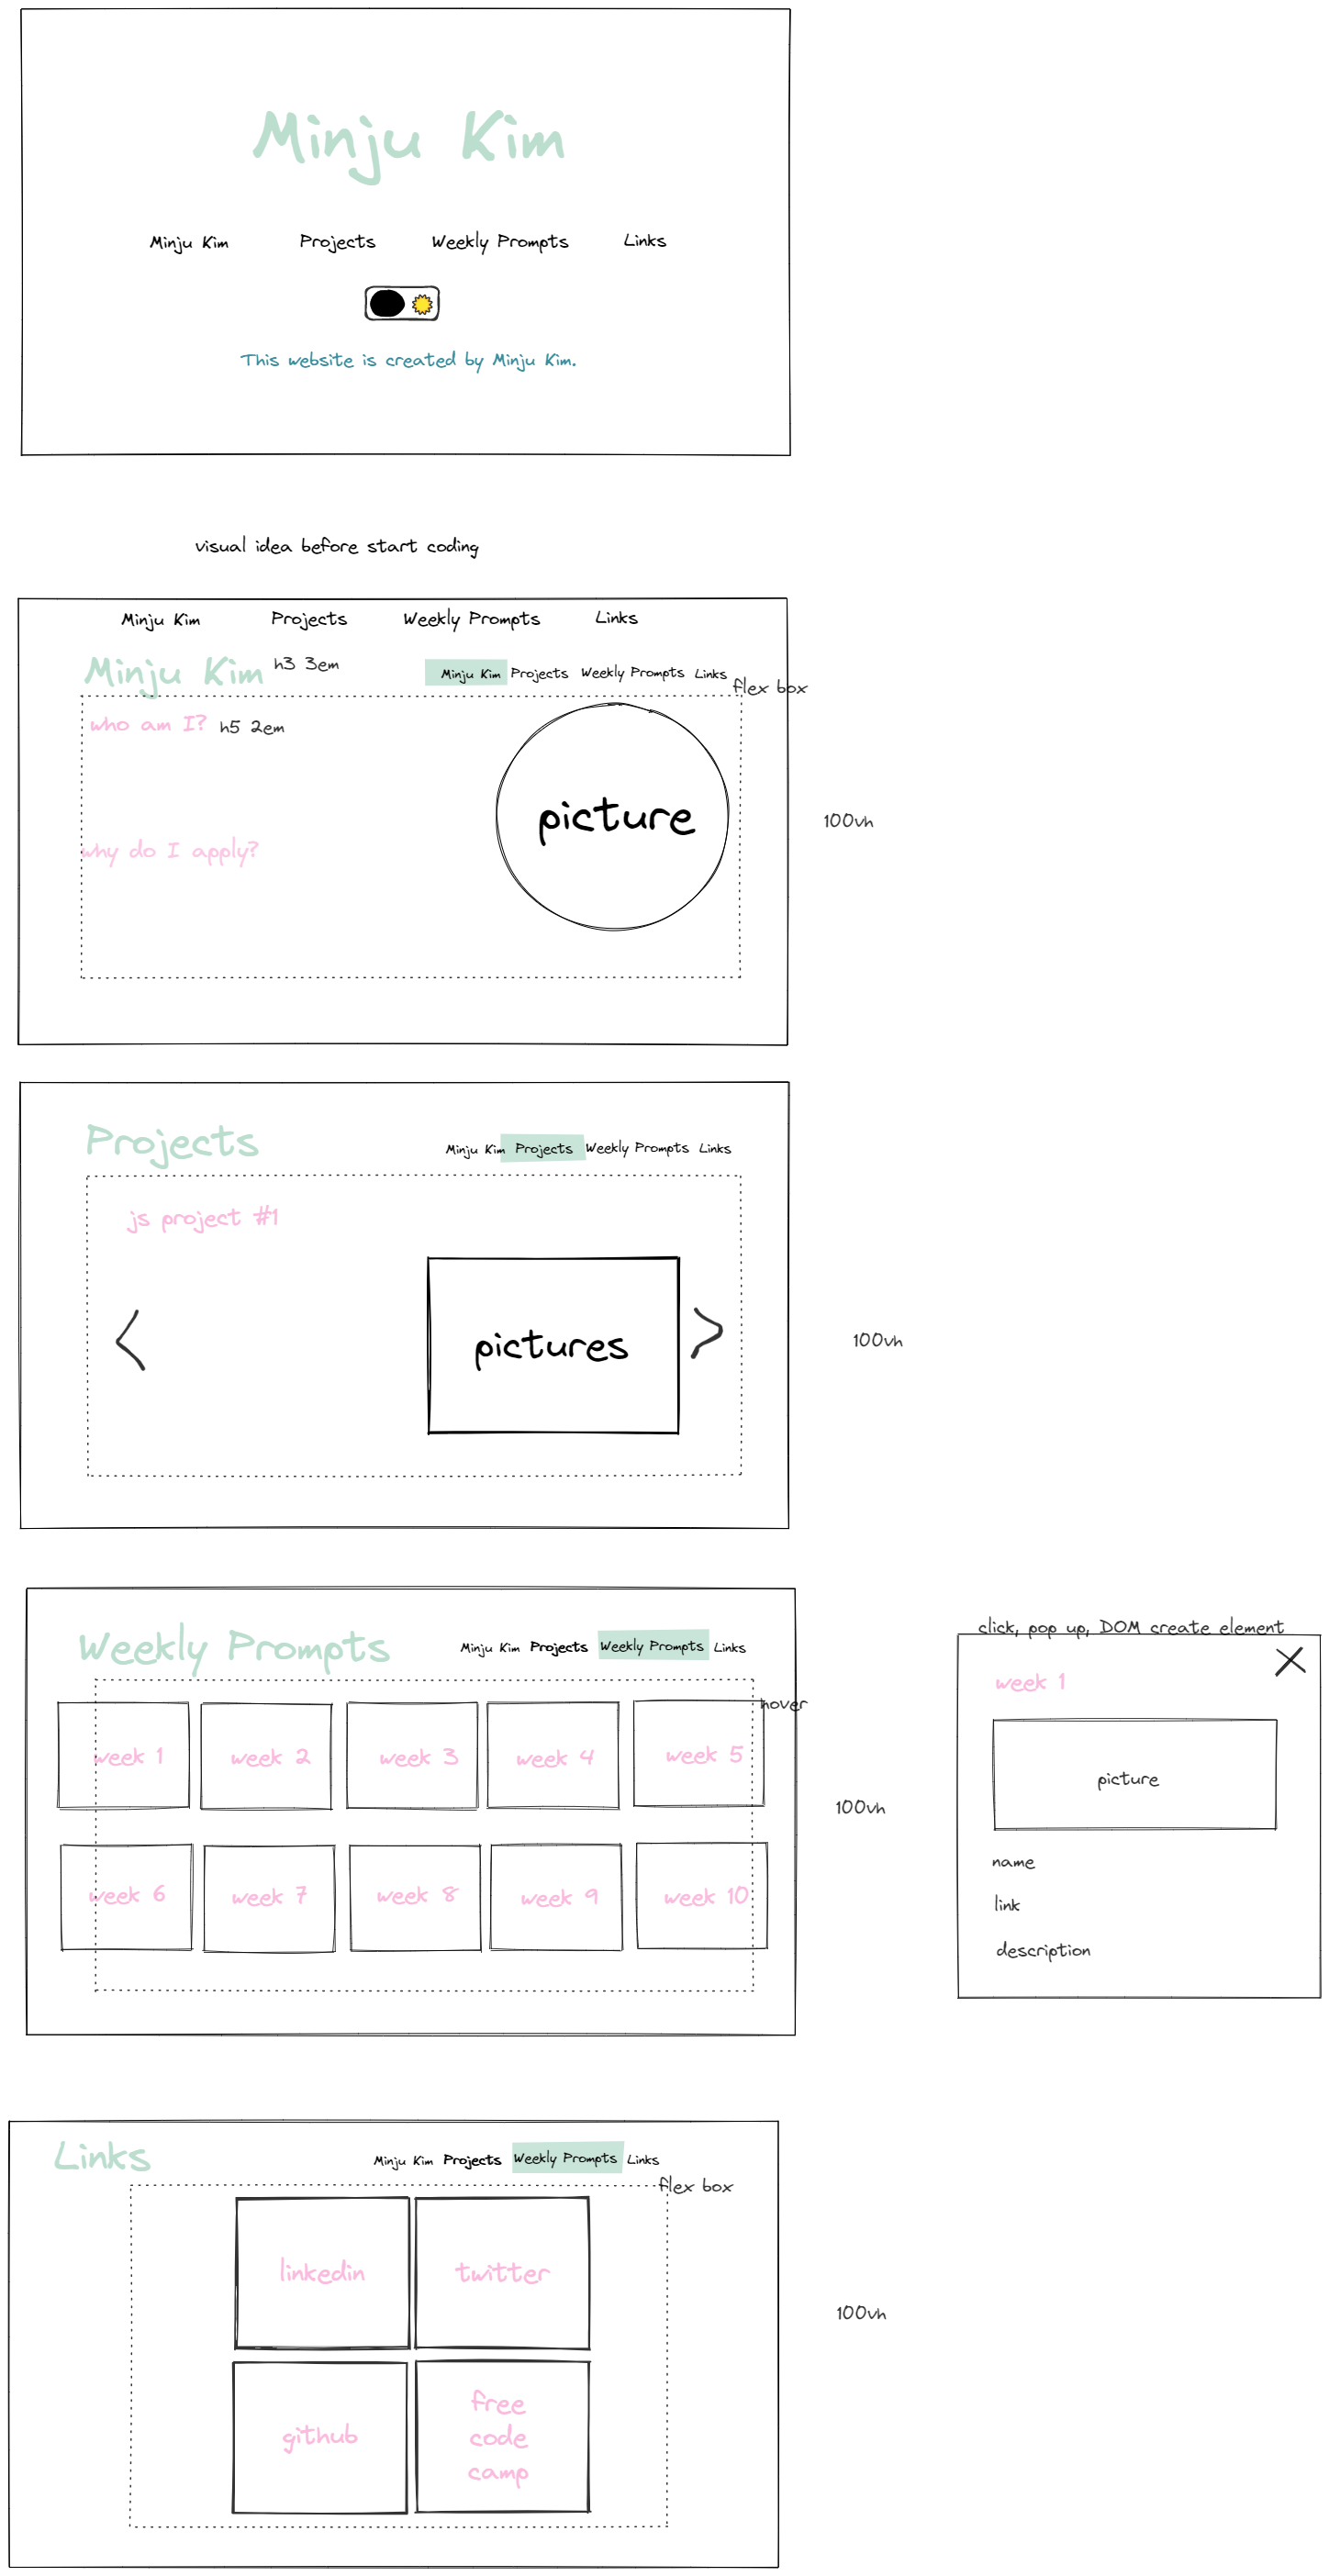 Minju Kim
Minju Kim Projects Weekly Prompts Links
This website is created by Minju Kim.
visual idea before start coding
Minju Kim Projects Weekly Prompts Links
Minju Kim h3 3em Minju Kim Projects Weekly Prompts Links
flex box
who am I? h5 2em
picture
100vh
why do I apply?
Projects Minju Kim Projects Weekly Prompts Links
js project #1
< pictures >
100vh
Weekly Prompts Minju Kim Projects Weekly Prompts Links
hover
week 1 week 2 week 3 week 4 week 5
100vh
week 6 week 7 week 8 week 9 week 10
click, pop up, DOM create element
X
week 1
picture
name
link
description
Links Minju Kim Projects Weekly Prompts Links
flex box
linkedin twitter
100vh
github
free
code
camp